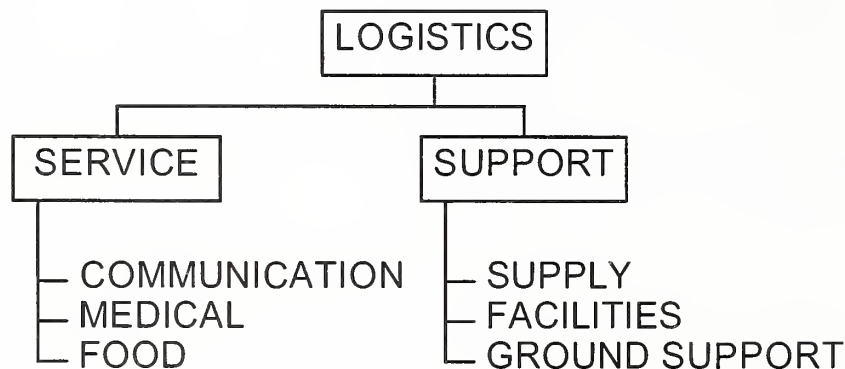 LOGISTICS
SERVICE
SUPPORT
COMMUNICATION
MEDICAL
FOOD
SUPPLY
FACILITIES
GROUND SUPPORT